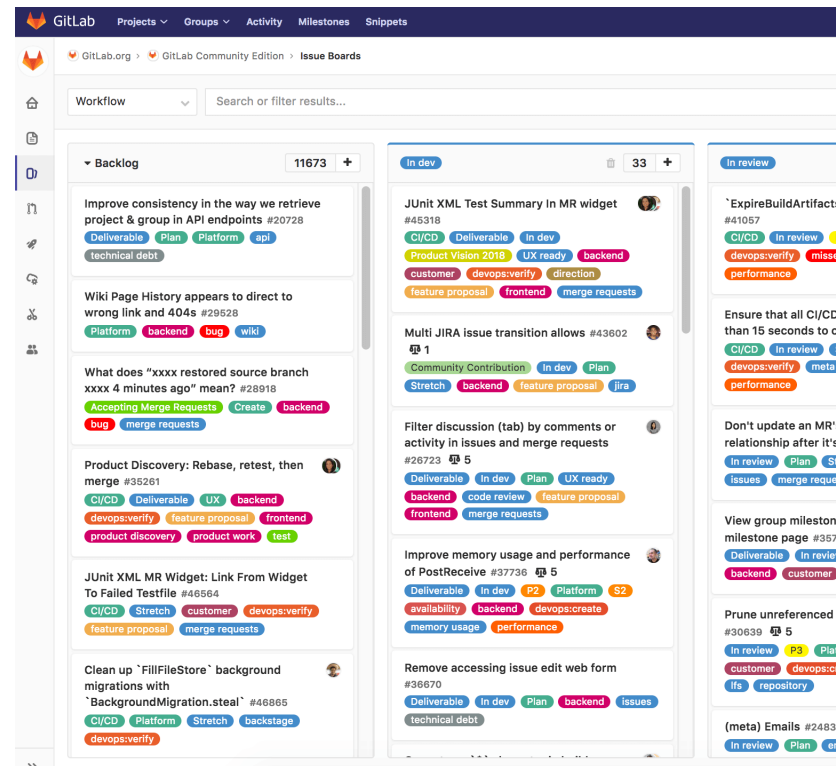 GitLab Projects Groups Activity Milestones Snippets
GitLab.org › GitLab Community Edition › Issue Boards
Workflow
Search or filter results...
Backlog 11673 +
Improve consistency in the way we retrieve
project & group in API endpoints #20728
Deliverable Plan Platform api
technical debt
Wiki Page History appears to direct to
wrong link and 404s #29528
Platform backend bug wiki
What does “xxxx restored source branch
xxxx 4 minutes ago” mean? #28918
Accepting Merge Requests Create backend
bug merge requests
Product Discovery: Rebase, retest, then
merge #35261
CI/CD Deliverable UX backend
devops:verify feature proposal frontend
product discovery product work test
JUnit XML MR Widget: Link From Widget
To Failed Testfile #46564
CI/CD Stretch customer devops:verify
feature proposal merge requests
Clean up `FillFileStore` background
migrations with
`BackgroundMigration.steal` #46865
CI/CD Platform Stretch backstage
devops:verify
In dev 33 +
JUnit XML Test Summary In MR widget
#45318
CI/CD Deliverable In dev
Product Vision 2018 UX ready backend
customer devops:verify direction
feature proposal frontend merge requests
Multi JIRA issue transition allows #43602
1
Community Contribution In dev Plan
Stretch backend feature proposal jira
Filter discussion (tab) by comments or
activity in issues and merge requests
#26723 5
Deliverable In dev Plan UX ready
backend code review feature proposal
frontend merge requests
Improve memory usage and performance
of PostReceive #37736 5
Deliverable In dev P2 Platform S2
availability backend devops:create
memory usage performance
Remove accessing issue edit web form
#36670
Deliverable In dev Plan backend issues
technical debt
In review
`ExpireBuildArtifacts
#41057
CI/CD In review
devops:verify misse
performance
Ensure that all CI/CD
than 15 seconds to
CI/CD In review
devops:verify meta
performance
Don't update an MR'
relationship after it's
In review Plan
issues merge reque
View group mileston
milestone page #357
Deliverable In revie
backend customer
Prune unreferenced
#30639 5
In review P3 Plat
customer devops:c
lfs repository
(meta) Emails #2483
In review Plan